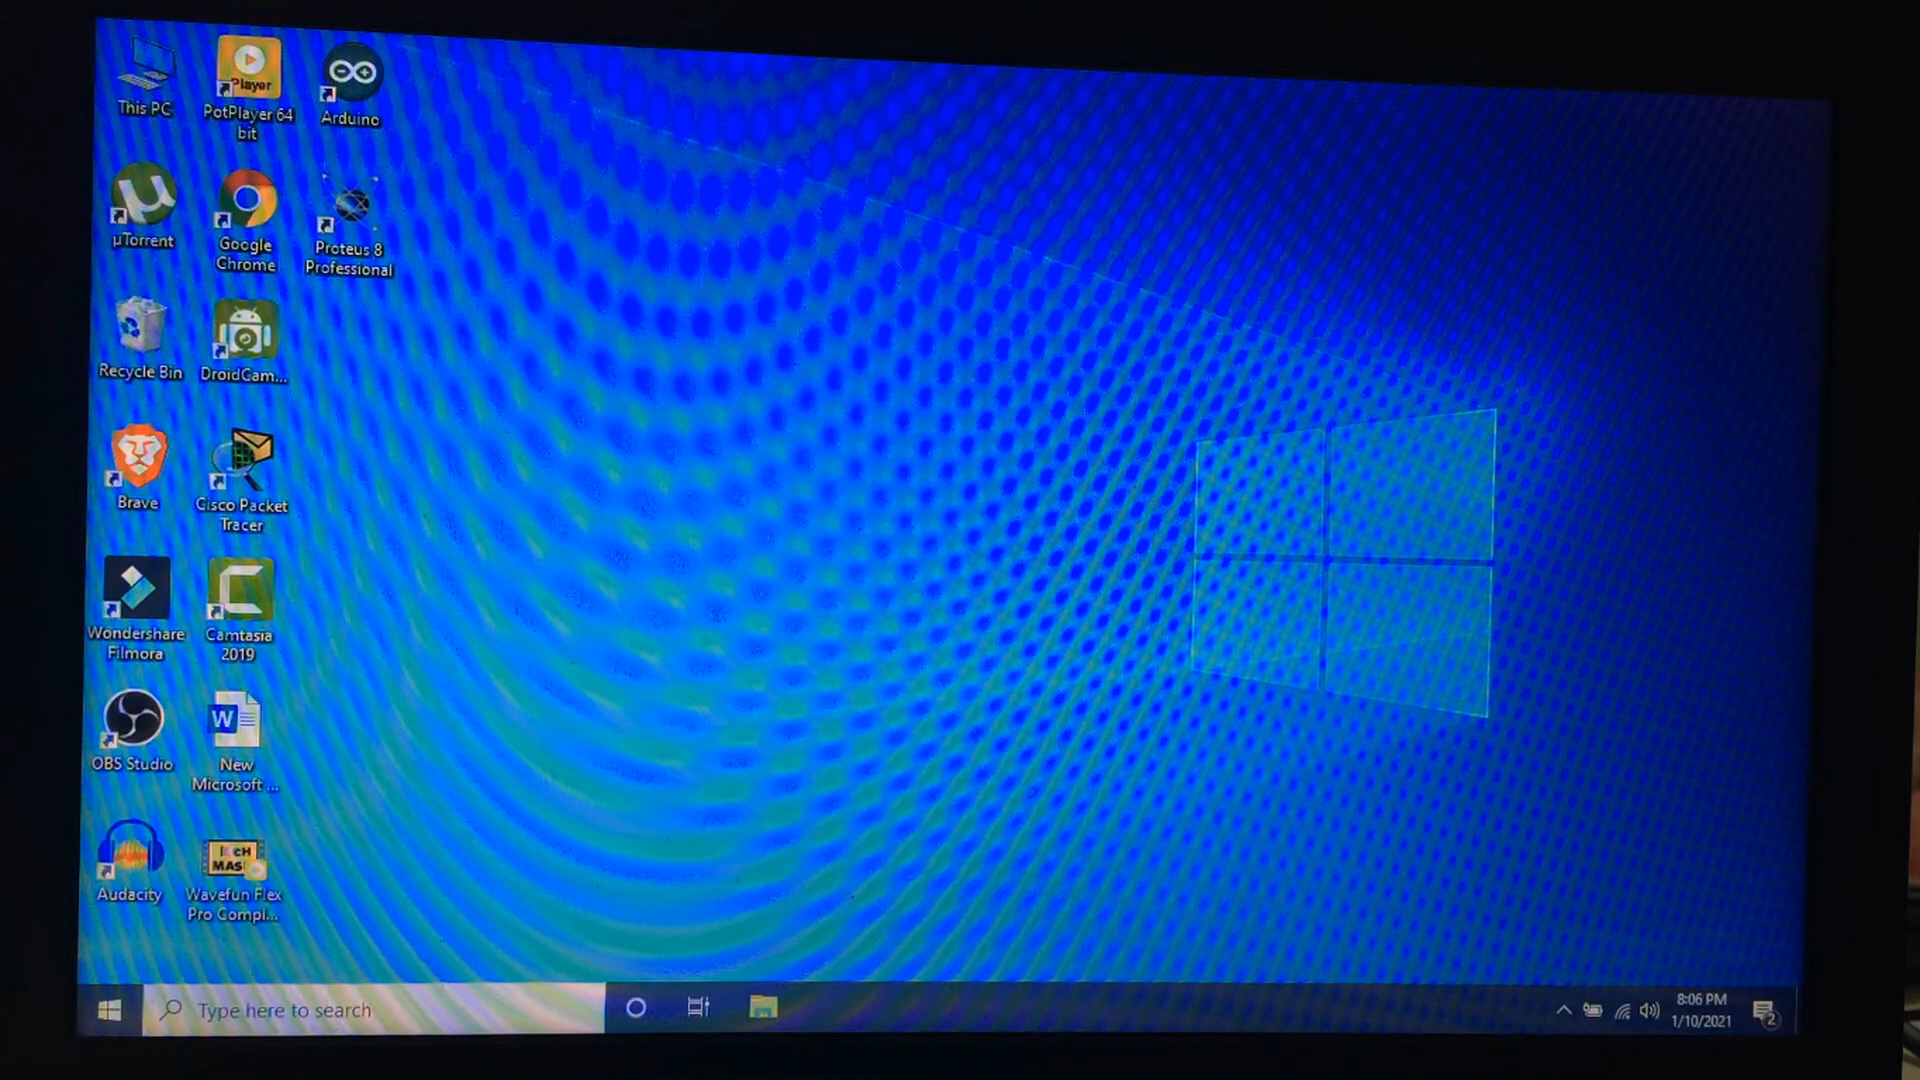 This PC
Player
PotPlayer 64
bit
Arduino
µTorrent
Google
Chrome
Proteus 8
Professional
Recycle Bin
DroidCam...
Brave
Cisco Packet
Tracer
Wondershare
Filmora
Camtasia
2019
OBS Studio
W
New
Microsoft ...
Audacity
Wavefun Flex
Pro Compl...
Type here to search
8:06 PM
1/10/2021
2